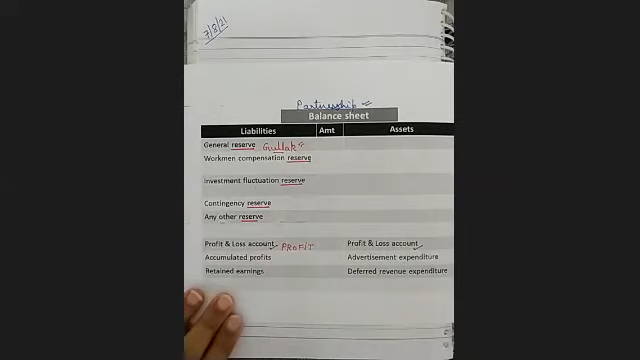 7/8/21
Partnership
Balance sheet
Liabilities Amt Assets
General reserve Gullak
Workmen compensation reserve
Investment fluctuation reserve
Contingency reserve
Any other reserve
Profit & Loss account PROFIT Profit & Loss account
Accumulated profits Advertisement expenditure
Retained earnings Deferred revenue expenditure